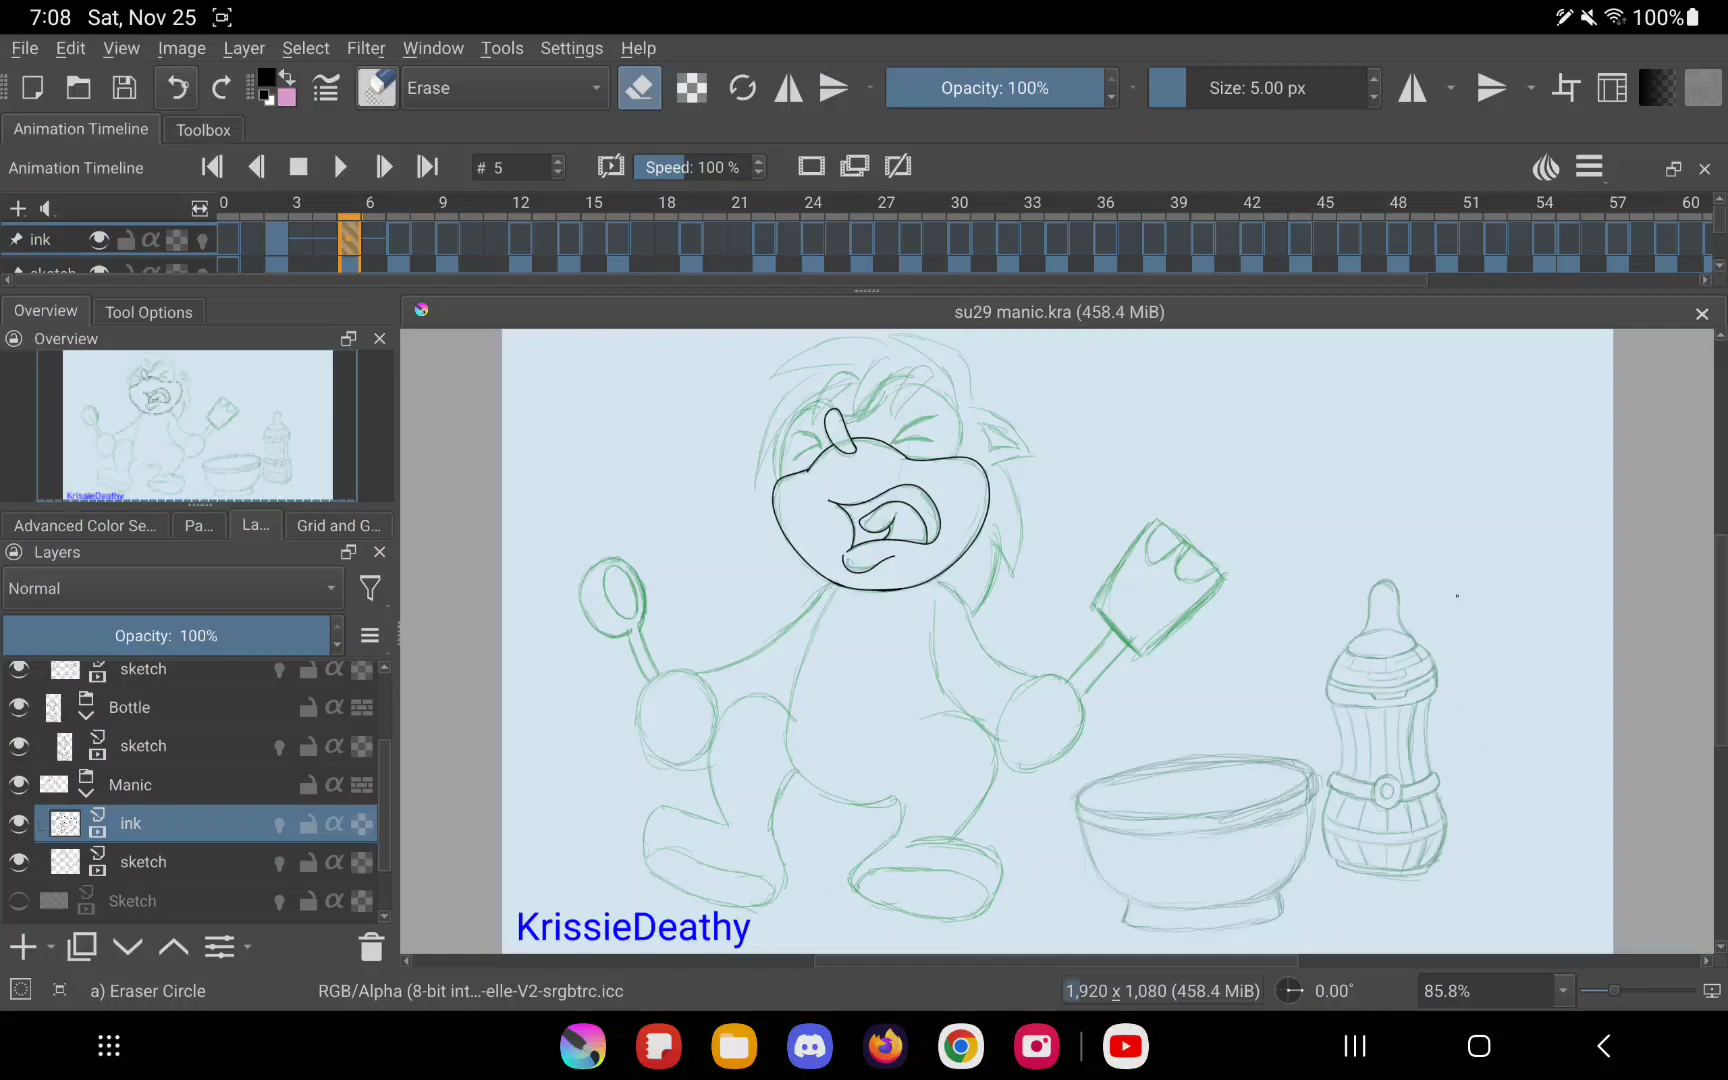 7:08 Sat, Nov 25 100%
File Edit View Image Layer Select Filter Window Tools Settings Help
Erase Opacity: 100% Size: 5.00 px
Animation Timeline Toolbox
Animation Timeline # 5 Speed: 100 %
0 3 6 9 12 15 18 21 24 27 30 33 36 39 42 45 48 51 54 57 60
ink
sketch
Overview Tool Options
su29 manic.kra (458.4 MiB)
Overview
KrissieDeathy
Advanced Color Se... Pa... La... Grid and G...
Layers
Normal
Opacity: 100%
sketch
Bottle
sketch
Manic
ink
sketch
Sketch
KrissieDeathy
a) Eraser Circle RGB/Alpha (8-bit int...-elle-V2-srgbtrc.icc 1,920 x 1,080 (458.4 MiB) 0.00° 85.8%